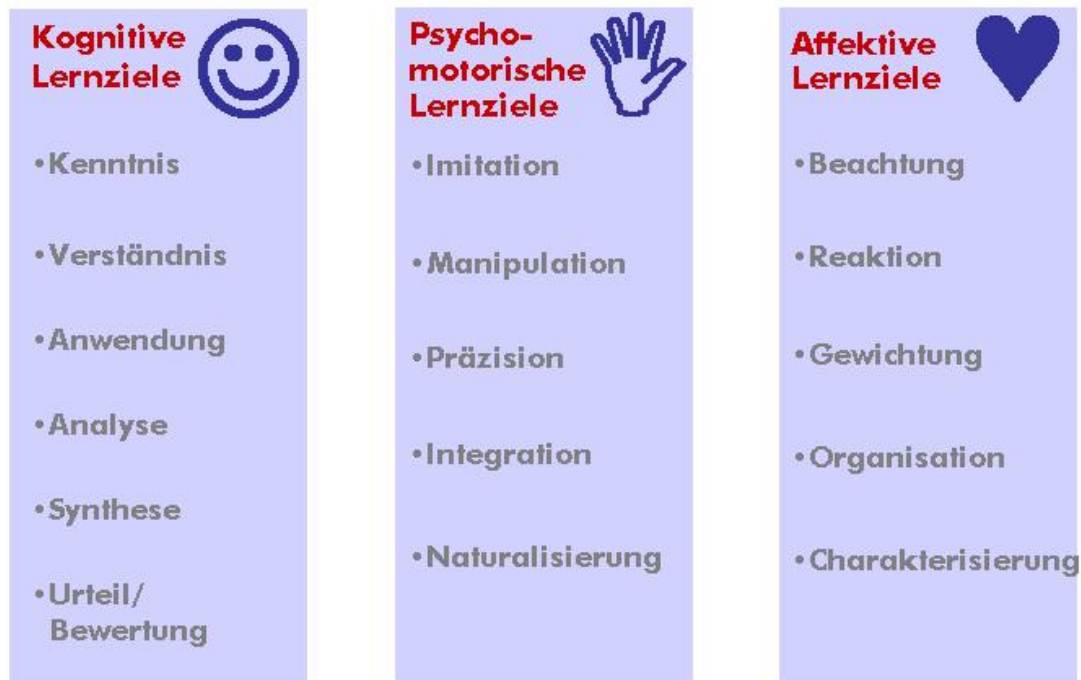 Kognitive
Lernziele
•Kenntnis
•Verständnis
•Anwendung
•Analyse
•Synthese
•Urteil/
Bewertung
Psycho-
motorische
Lernziele
•Imitation
•Manipulation
•Präzision
•Integration
•Naturalisierung
Affektive
Lernziele
•Beachtung
•Reaktion
•Gewichtung
•Organisation
•Charakterisierung